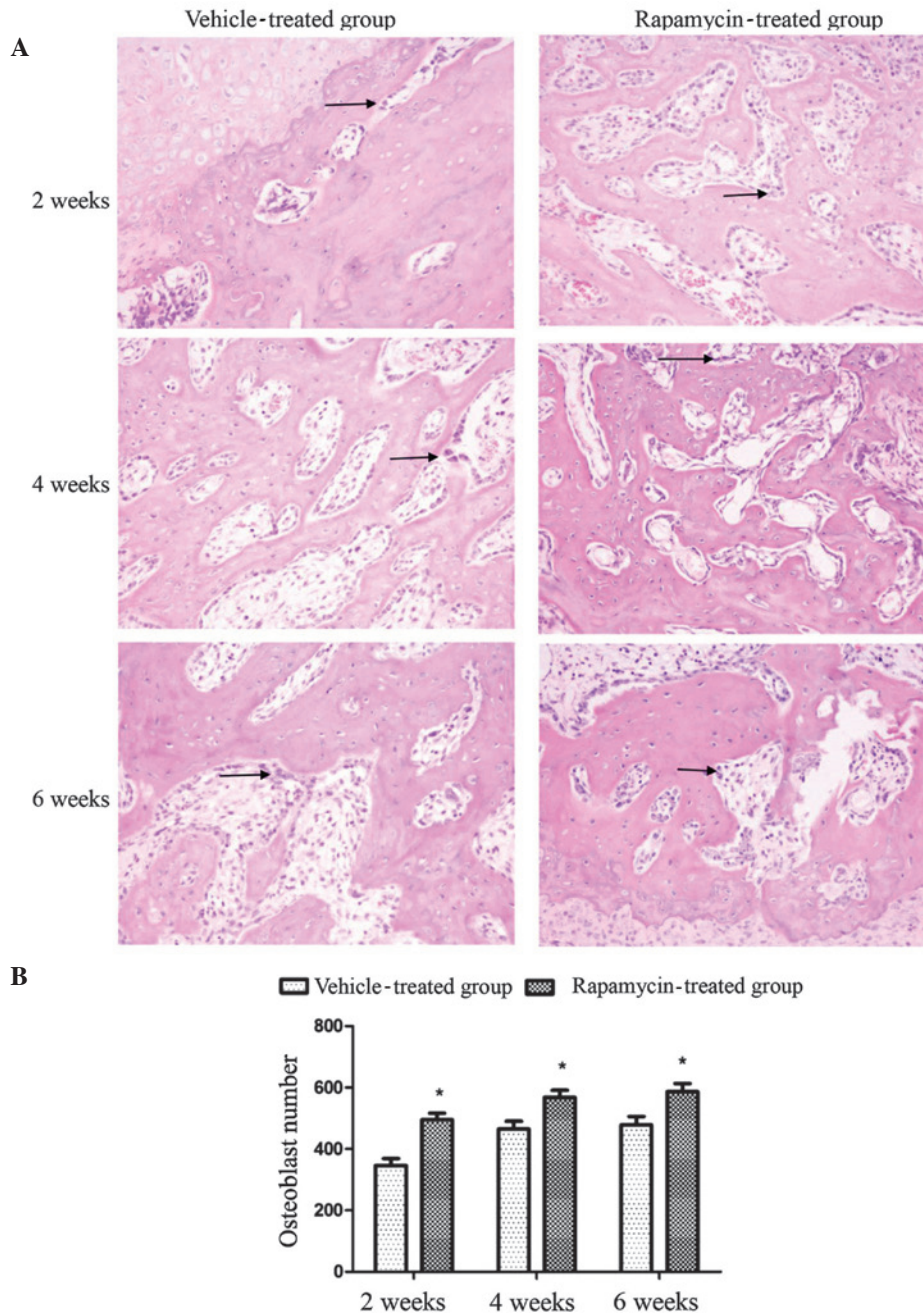 Vehicle-treated group Rapamycin-treated group
A
2 weeks
4 weeks
6 weeks
B
Vehicle-treated group Rapamycin-treated group
800
600
400
200
0
Osteoblast number
* * *
2 weeks 4 weeks 6 weeks